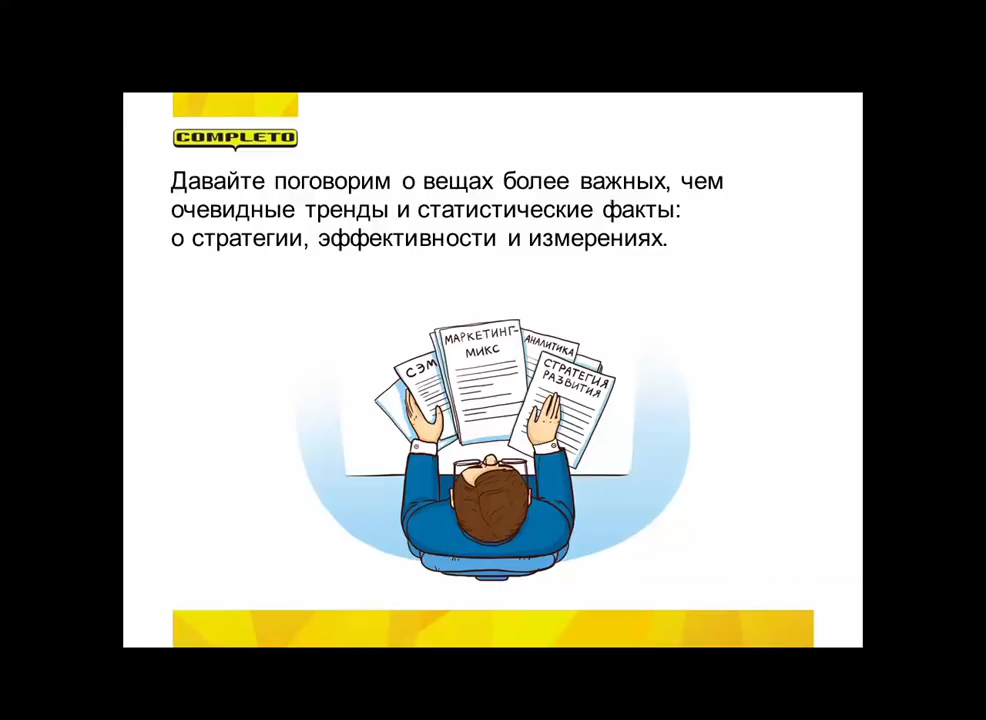 COMPLETO
Давайте поговорим о вещах более важных, чем
очевидные тренды и статистические факты:
о стратегии, эффективности и измерениях.
МАРКЕТИНГ-
МИКС
АНАЛИТИКА
СЭМ
СТРАТЕГИЯ
РАЗВИТИЯ